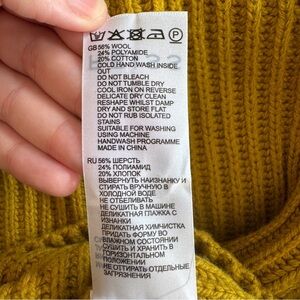 GB 56% WOOL
24% POLYAMIDE
20% COTTON
COLD HAND WASH INSIDE
OUT
DO NOT BLEACH
DO NOT TUMBLE DRY
COOL IRON ON REVERSE
DELICATE DRY CLEAN
RESHAPE WHILST DAMP
DRY AND STORE FLAT
DO NOT RUB ISOLATED
STAINS
SUITABLE FOR WASHING
USING MACHINE
HANDWASH PROGRAMME
MADE IN CHINA
RU 56% ШЕРСТЬ
24% ПОЛИАМИД
20% ХЛОПОК
ВЫВЕРНУТЬ НАИЗНАНКУ И
СТИРАТЬ ВРУЧНУЮ В
ХОЛОДНОЙ ВОДЕ
НЕ ОТБЕЛИВАТЬ
НЕ СУШИТЬ В МАШИНЕ
ДЕЛИКАТНАЯ ГЛАЖКА С
ИЗНАНКИ
ДЕЛИКАТНАЯ ХИМЧИСТКА
ПРИДАТЬ ФОРМУ ВО
ВЛАЖНОМ СОСТОЯНИИ
СУШИТЬ И ХРАНИТЬ В
ГОРИЗОНТАЛЬНОМ
ПОЛОЖЕНИИ
НЕ ОТТИРАТЬ ОТДЕЛЬНЫЕ
ЗАГРЯЗНЕНИЯ